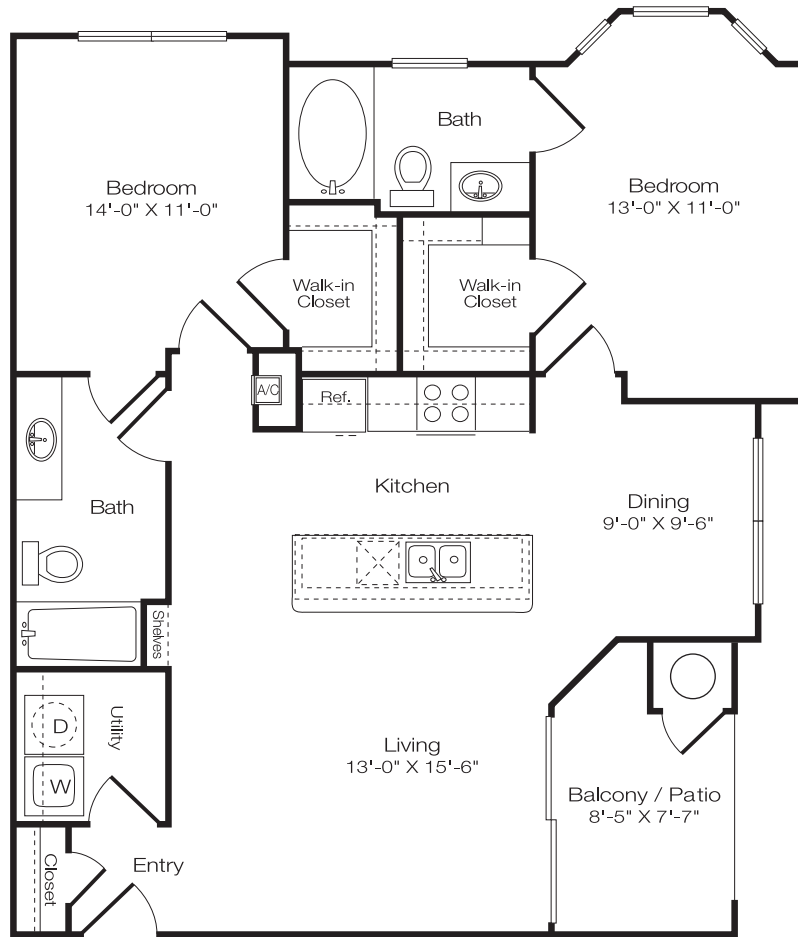 Bath
Bedroom
14'-0" X 11'-0"
Bedroom
13'-0" X 11'-0"
Walk-in
Closet
Walk-in
Closet
A/C
Ref.
Kitchen
Dining
9'-0" X 9'-6"
Bath
Shelves
D
Utility
W
Living
13'-0" X 15'-6"
Balcony / Patio
8'-5" X 7'-7"
Closet
Entry